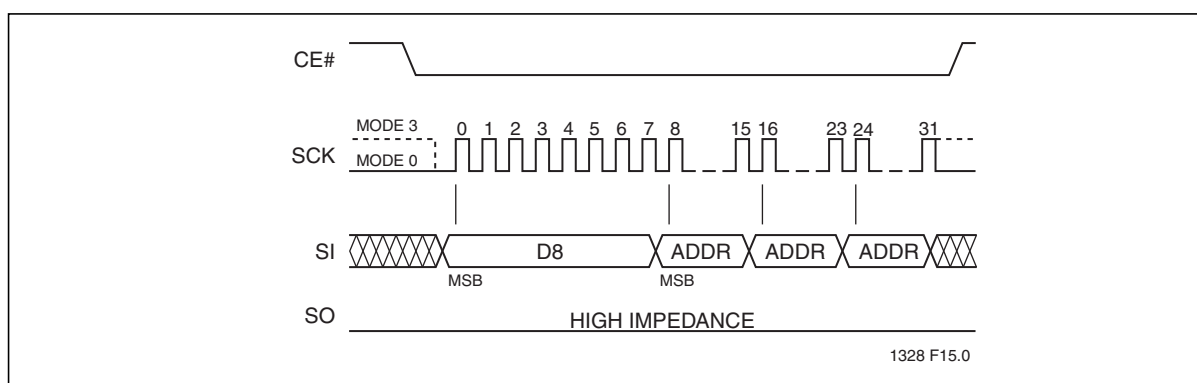 CE#
MODE 3
0 1 2 3 4 5 6 7 8 15 16 23 24 31
SCK
MODE 0
SI
D8 ADDR ADDR ADDR
MSB MSB
SO
HIGH IMPEDANCE
1328 F15.0